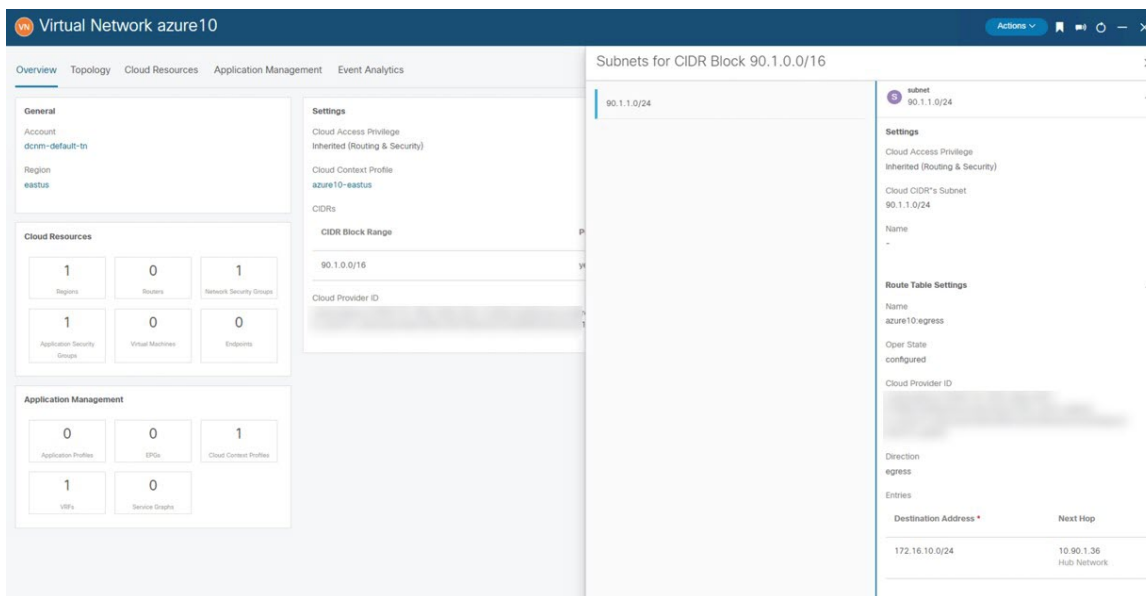 VN Virtual Network azure10
Actions
Overview Topology Cloud Resources Application Management Event Analytics
General
Account
dcnm-default-tn
Region
eastus
Cloud Resources
1 0 1
Regions Routers Network Security Groups
1 0 0
Application Security Virtual Machines Endpoints
Groups
Application Management
0 0 1
Application Profiles EPGs Cloud Context Profiles
1 0
VRFs Service Graphs
Settings
Cloud Access Privilege
Inherited (Routing & Security)
Cloud Context Profile
azure10-eastus
CIDRs
CIDR Block Range
90.1.0.0/16
Cloud Provider ID
Subnets for CIDR Block 90.1.0.0/16
90.1.1.0/24
S subnet
90.1.1.0/24
Settings
Cloud Access Privilege
Inherited (Routing & Security)
Cloud CIDR"s Subnet
90.1.1.0/24
Name
-
Route Table Settings
Name
azure10:egress
Oper State
configured
Cloud Provider ID
Direction
egress
Entries
Destination Address * Next Hop
172.16.10.0/24 10.90.1.36
Hub Network